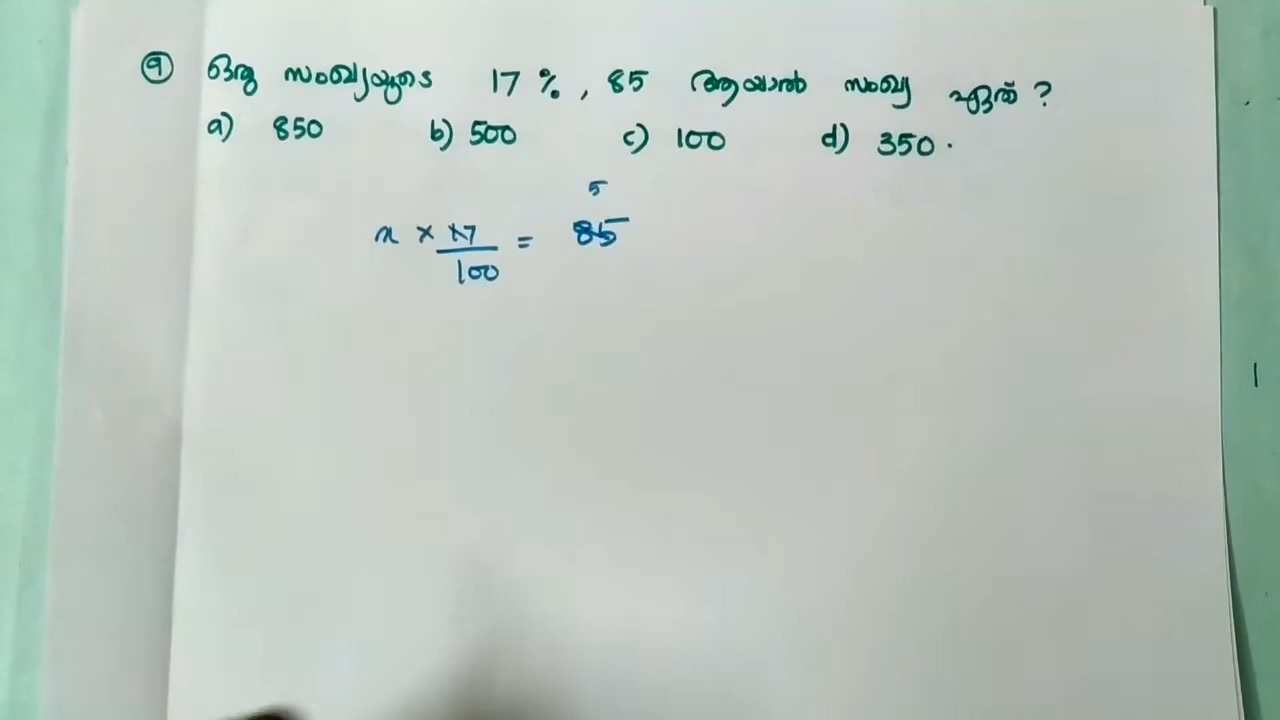 9 ഒരു സംഖ്യയുടെ 17 %, 85 ആയാൽ സംഖ്യ ഏത് ?
a) 850 b) 500 c) 100 d) 350.
5
x × 17/100 = 85